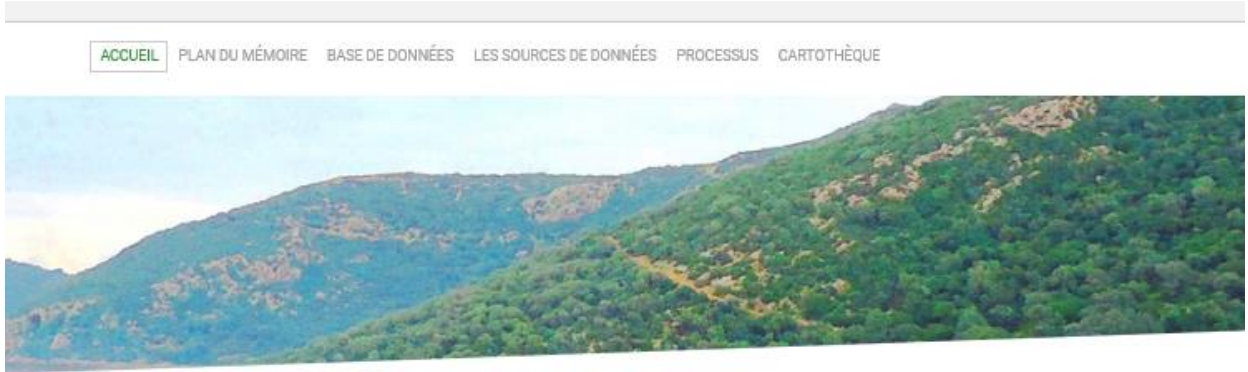 ACCUEIL PLAN DU MÉMOIRE BASE DE DONNÉES LES SOURCES DE DONNÉES PROCESSUS CARTOTHÈQUE